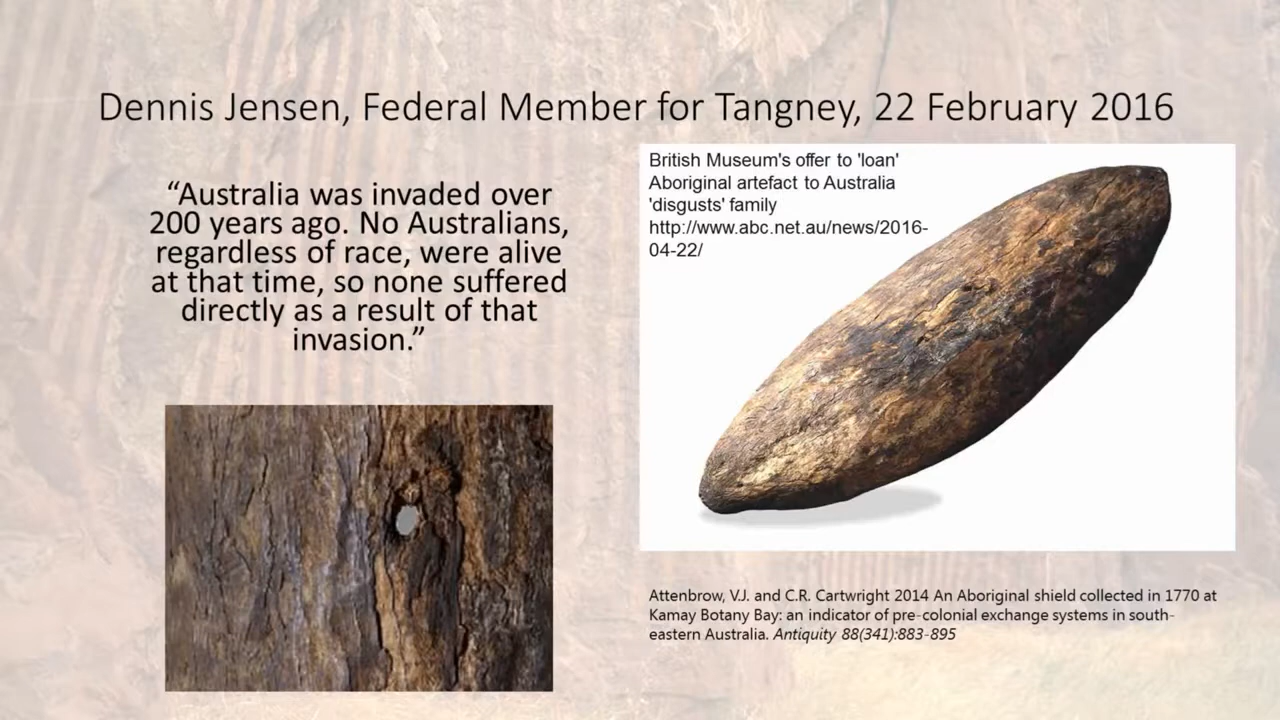 Dennis Jensen, Federal Member for Tangney, 22 February 2016
“Australia was invaded over
200 years ago. No Australians,
regardless of race, were alive
at that time, so none suffered
directly as a result of that
invasion.”
British Museum's offer to 'loan'
Aboriginal artefact to Australia
'disgusts' family
http://www.abc.net.au/news/2016-
04-22/
Attenbrow, V.J. and C.R. Cartwright 2014 An Aboriginal shield collected in 1770 at
Kamay Botany Bay: an indicator of pre-colonial exchange systems in south-
eastern Australia. Antiquity 88(341):883-895